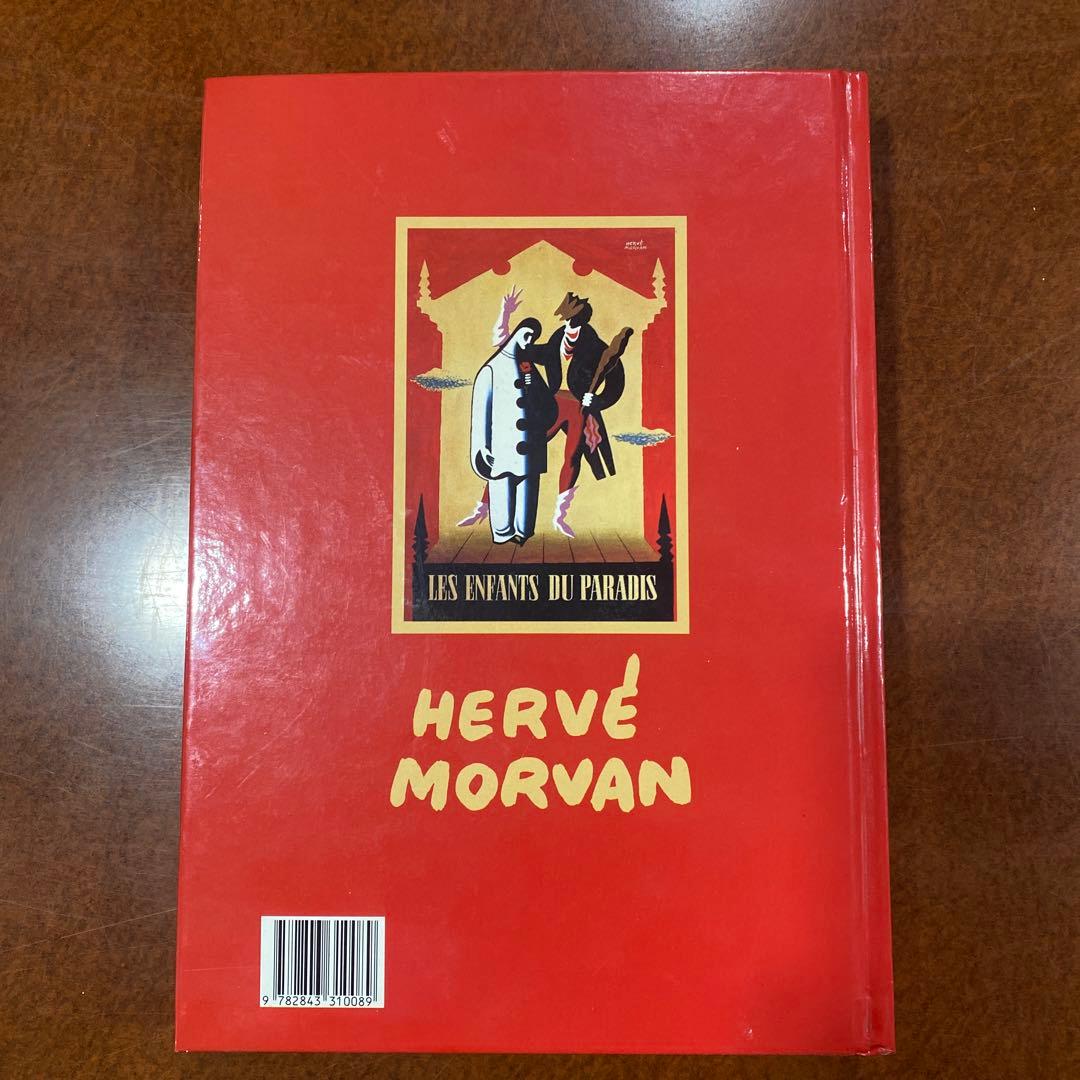 HERVÉ
MORVAN
LES ENFANTS DU PARADIS
HERVÉ
MORVAN
9 782843 310089